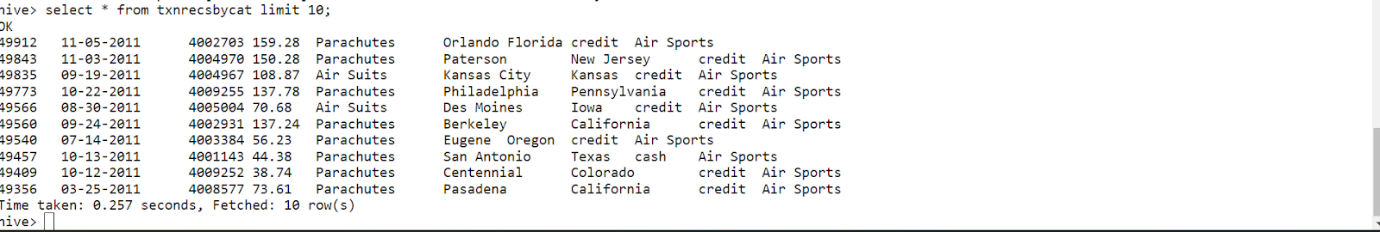 hive> select * from txnrecsbycat limit 10;
OK
49912 11-05-2011 4002703 159.28 Parachutes Orlando Florida credit Air Sports
49843 11-03-2011 4004970 150.28 Parachutes Paterson New Jersey credit Air Sports
49835 09-19-2011 4004967 108.87 Air Suits Kansas City Kansas credit Air Sports
49773 10-22-2011 4009255 137.78 Parachutes Philadelphia Pennsylvania credit Air Sports
49566 08-30-2011 4005004 70.68 Air Suits Des Moines Iowa credit Air Sports
49560 09-24-2011 4002931 137.24 Parachutes Berkeley California credit Air Sports
49540 07-14-2011 4003384 56.23 Parachutes Eugene Oregon credit Air Sports
49457 10-13-2011 4001143 44.38 Parachutes San Antonio Texas cash Air Sports
49409 10-12-2011 4009252 38.74 Parachutes Centennial Colorado credit Air Sports
49356 03-25-2011 4008577 73.61 Parachutes Pasadena California credit Air Sports
Time taken: 0.257 seconds, Fetched: 10 row(s)
hive>